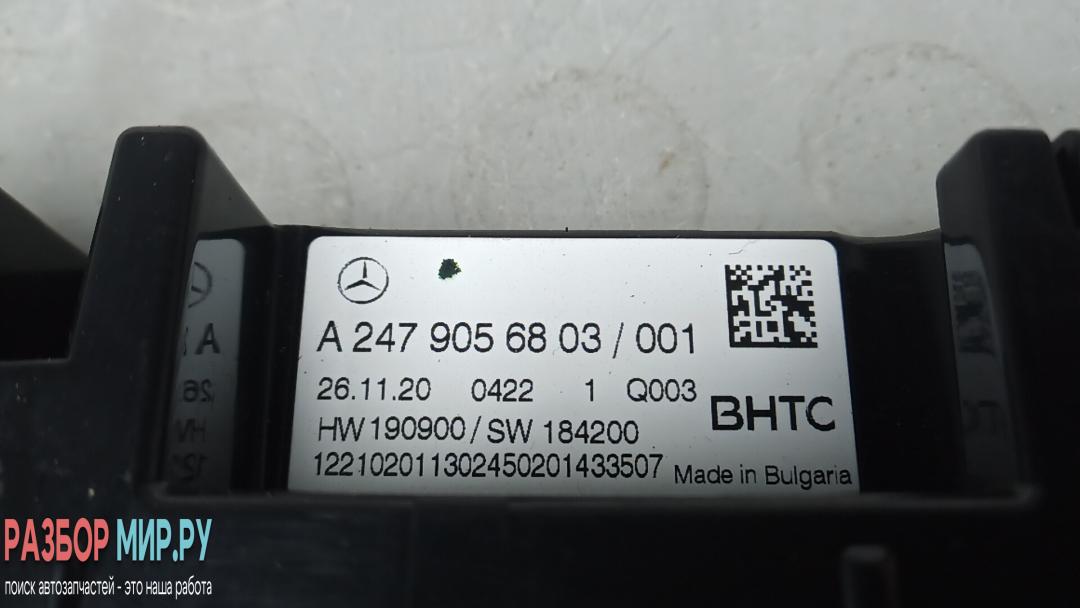 A 247 905 68 03 / 001
26.11.20 0422 1 Q003
BHTC
HW 190900 / SW 184200
122102011302450201433507
Made in Bulgaria
РАЗБОР МИР.РУ
поиск автозапчастей - это наша работа